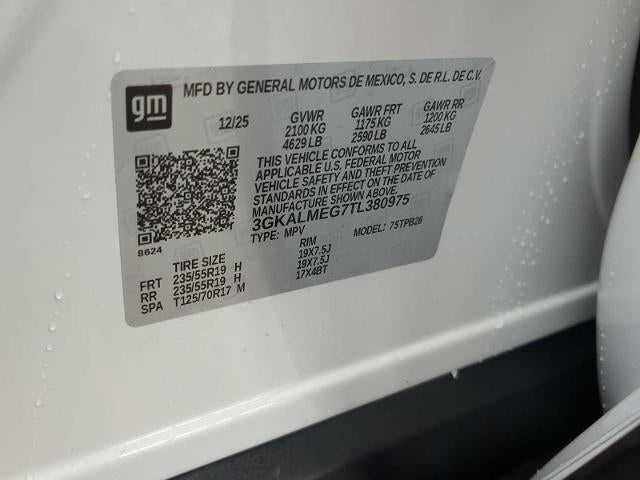 MFD BY GENERAL MOTORS DE MEXICO, S. DE R.L. DE C.V.
gm
12/25 GVWR GAWR FRT GAWR RR
2100 KG 1175 KG 1200 KG
4629 LB 2590 LB 2645 LB
THIS VEHICLE CONFORMS TO ALL
APPLICABLE U.S. FEDERAL MOTOR
VEHICLE SAFETY AND THEFT PREVENTION
STANDARDS IN EFFECT ON THE DATE OF
MANUFACTURE SHOWN ABOVE.
3GKALMEG7TL380975
TYPE: MPV MODEL: 75TPB26
8624
TIRE SIZE RIM
FRT 235/55R19 H 19X7.5J
RR 235/55R19 H 19X7.5J
SPA T125/70R17 M 17X4BT